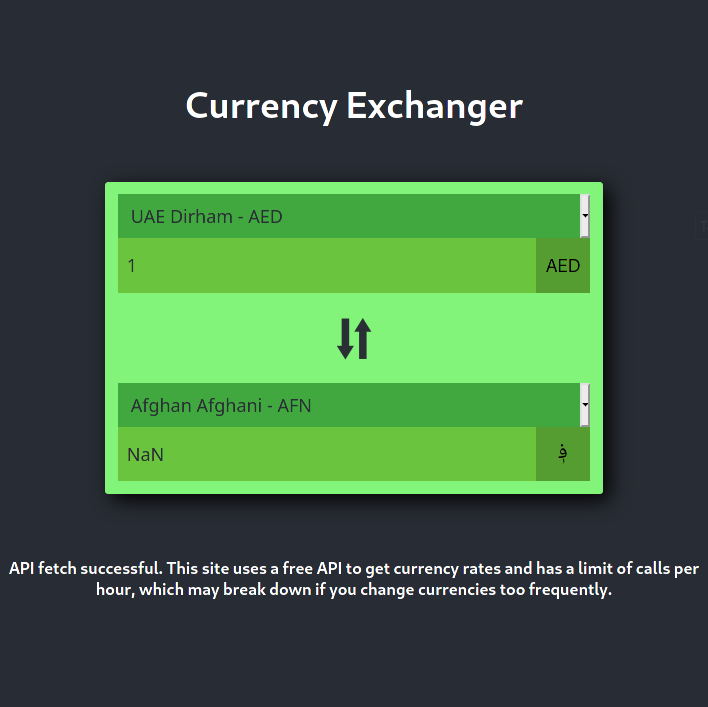 Currency Exchanger
UAE Dirham - AED
1
AED
Afghan Afghani - AFN
NaN
؋
API fetch successful. This site uses a free API to get currency rates and has a limit of calls per
hour, which may break down if you change currencies too frequently.